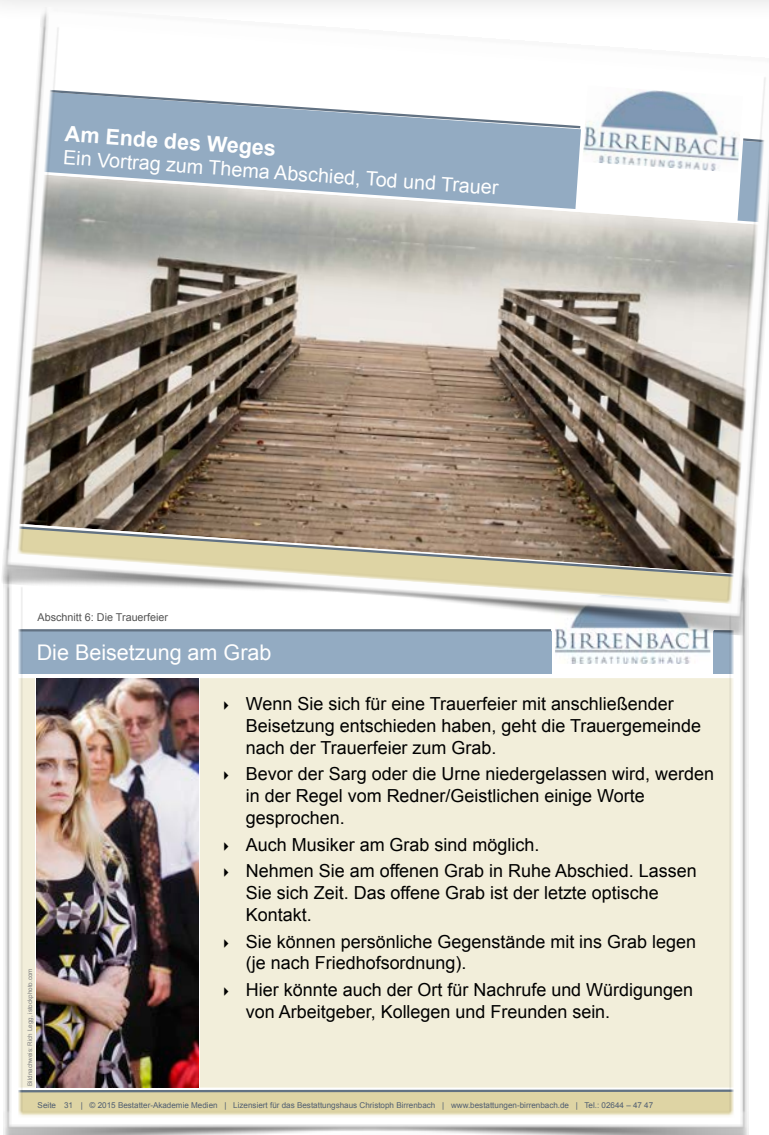 Am Ende des Weges
Ein Vortrag zum Thema Abschied, Tod und Trauer
BIRRENBACH
BESTATTUNGSHAUS
Abschnitt 6: Die Trauerfeier
Die Beisetzung am Grab
BIRRENBACH
BESTATTUNGSHAUS
‣ Wenn Sie sich für eine Trauerfeier mit anschließender
Beisetzung entschieden haben, geht die Trauergemeinde
nach der Trauerfeier zum Grab.
‣ Bevor der Sarg oder die Urne niedergelassen wird, werden
in der Regel vom Redner/Geistlichen einige Worte
gesprochen.
‣ Auch Musiker am Grab sind möglich.
‣ Nehmen Sie am offenen Grab in Ruhe Abschied. Lassen
Sie sich Zeit. Das offene Grab ist der letzte optische
Kontakt.
‣ Sie können persönliche Gegenstände mit ins Grab legen
(je nach Friedhofsordnung).
‣ Hier könnte auch der Ort für Nachrufe und Würdigungen
von Arbeitgeber, Kollegen und Freunden sein.
Bildnachweis: Rich Legg, istockphoto.com
Seite 31 | © 2015 Bestatter-Akademie Medien | Lizensiert für das Bestattungshaus Christoph Birrenbach | www.bestattungen-birrenbach.de | Tel.: 02644 – 47 47